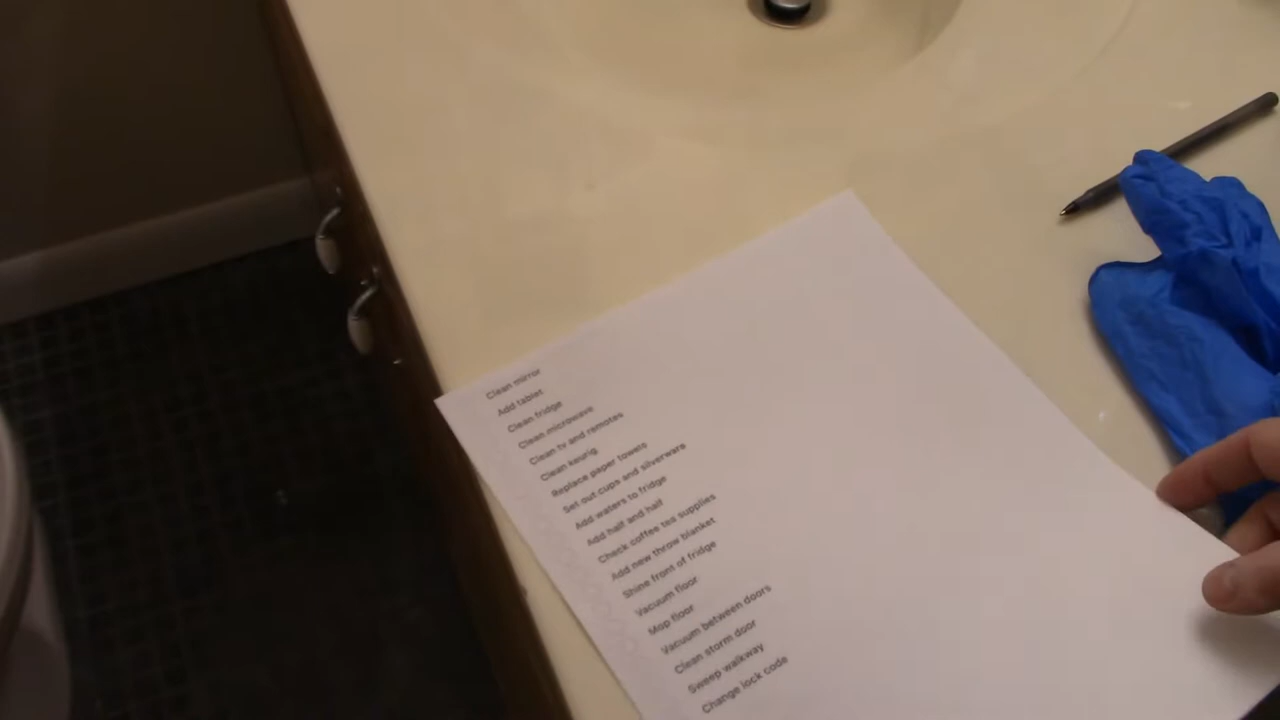 Clean mirror
Add tablet
Clean fridge
Clean microwave
Clean tv and remotes
Clean keurig
Replace paper towels
Set out cups and silverware
Add waters to fridge
Add half and half
Check coffee tea supplies
Add new throw blanket
Shine front of fridge
Vacuum floor
Mop floor
Vacuum between doors
Clean storm door
Sweep walkway
Change lock code